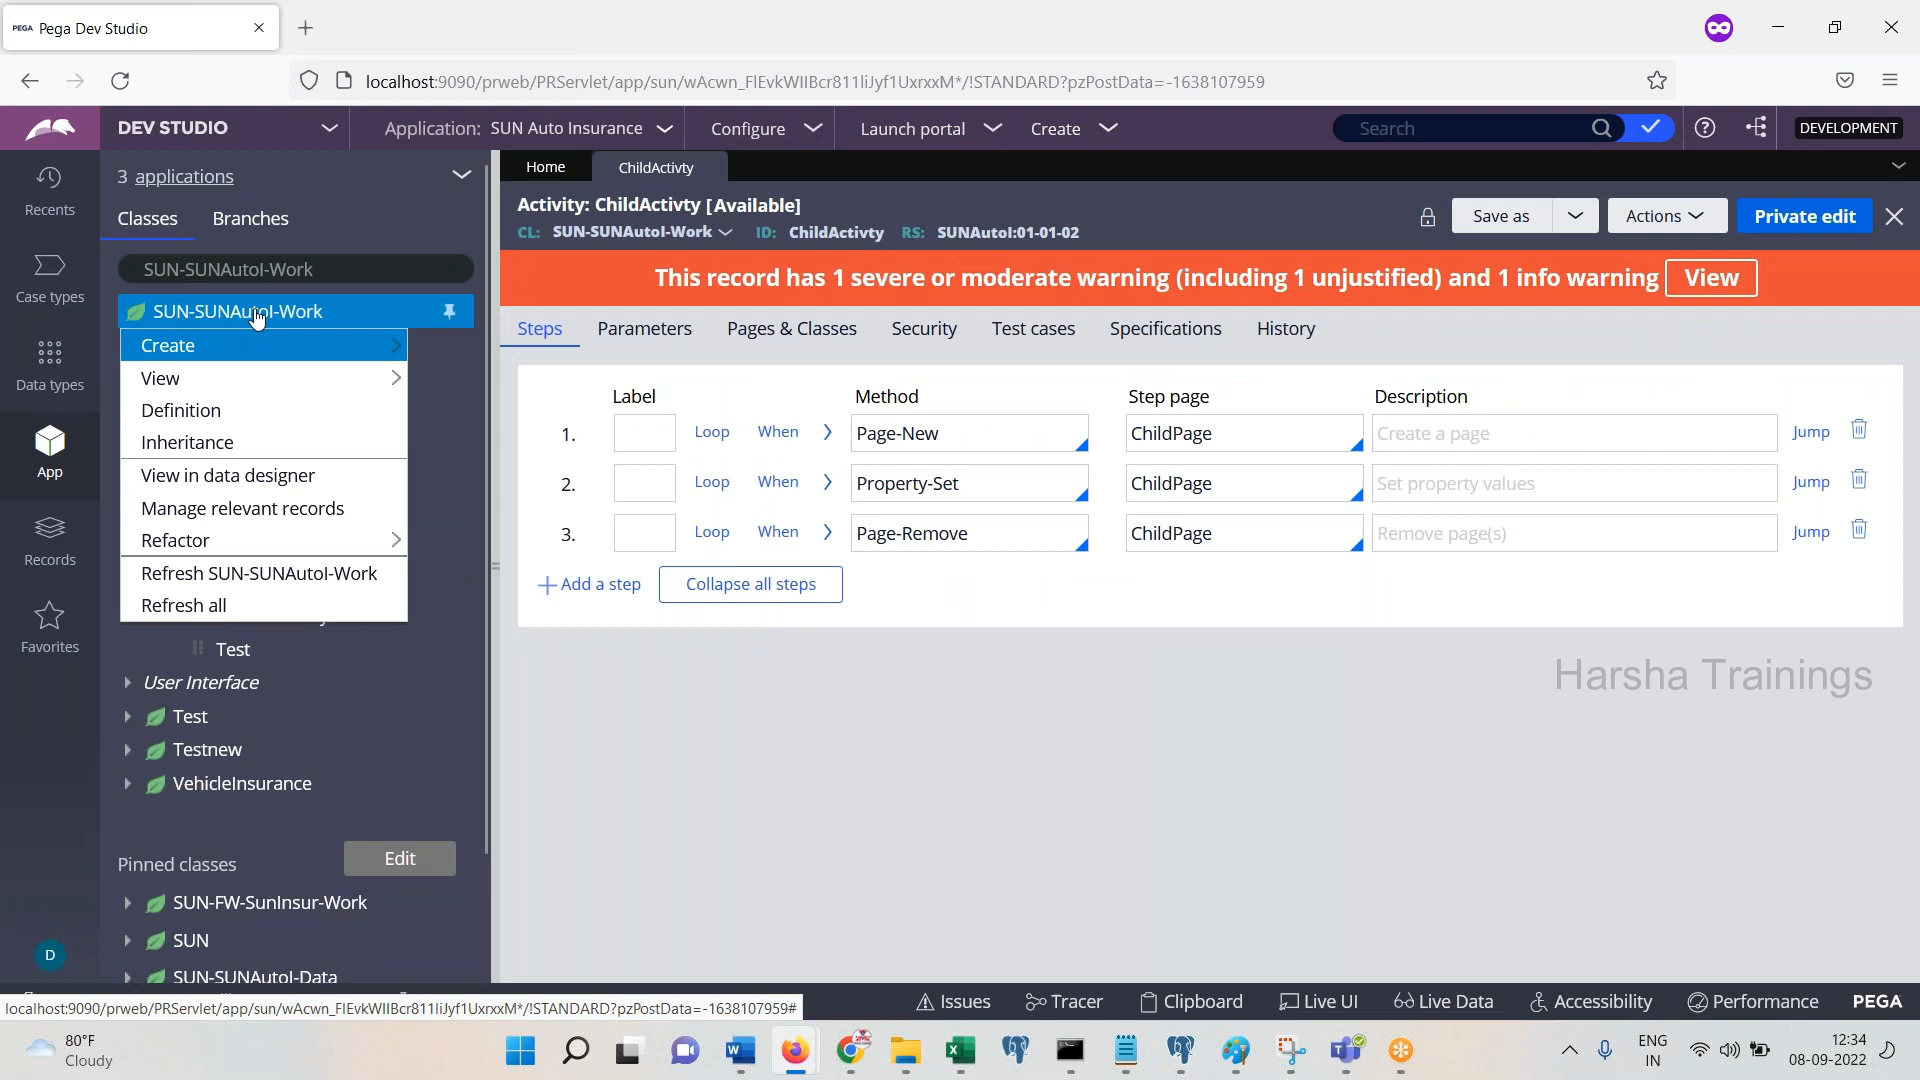 PEGA Pega Dev Studio
localhost:9090/prweb/PRServlet/app/sun/wAcwn_FlEvkWIIBcr811liJyf1UxrxxM*/!STANDARD?pzPostData=-1638107959
DEV STUDIO
Application: SUN Auto Insurance
Configure
Launch portal
Create
Search
DEVELOPMENT
Recents
Case types
Data types
App
Records
Favorites
D
3 applications
Classes Branches
SUN-SUNAutoI-Work
SUN-SUNAutoI-Work
Create
View
Definition
Inheritance
View in data designer
Manage relevant records
Refactor
Refresh SUN-SUNAutoI-Work
Refresh all
Test
User Interface
Test
Testnew
VehicleInsurance
Pinned classes Edit
SUN-FW-SunInsur-Work
SUN
SUN-SUNAutoI-Data
Home ChildActivty
Activity: ChildActivty [Available]
CL: SUN-SUNAutoI-Work ID: ChildActivty RS: SUNAutoI:01-01-02
Save as Actions Private edit
This record has 1 severe or moderate warning (including 1 unjustified) and 1 info warning View
Steps Parameters Pages & Classes Security Test cases Specifications History
Label Method Step page Description
1. Loop When Page-New ChildPage Create a page Jump
2. Loop When Property-Set ChildPage Set property values Jump
3. Loop When Page-Remove ChildPage Remove page(s) Jump
Add a step Collapse all steps
Harsha Trainings
localhost:9090/prweb/PRServlet/app/sun/wAcwn_FlEvkWIIBcr811liJyf1UxrxxM*/!STANDARD?pzPostData=-1638107959#
Issues Tracer Clipboard Live UI Live Data Accessibility Performance PEGA
80°F
Cloudy
ENG
IN
12:34
08-09-2022